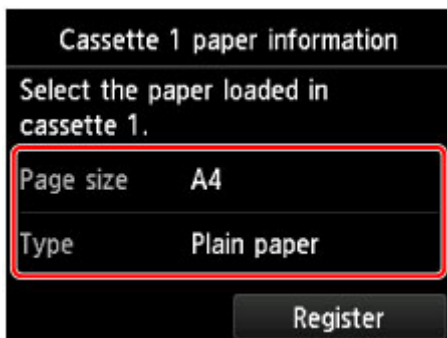 Cassette 1 paper information
Select the paper loaded in
cassette 1.
Page size A4
Type Plain paper
Register